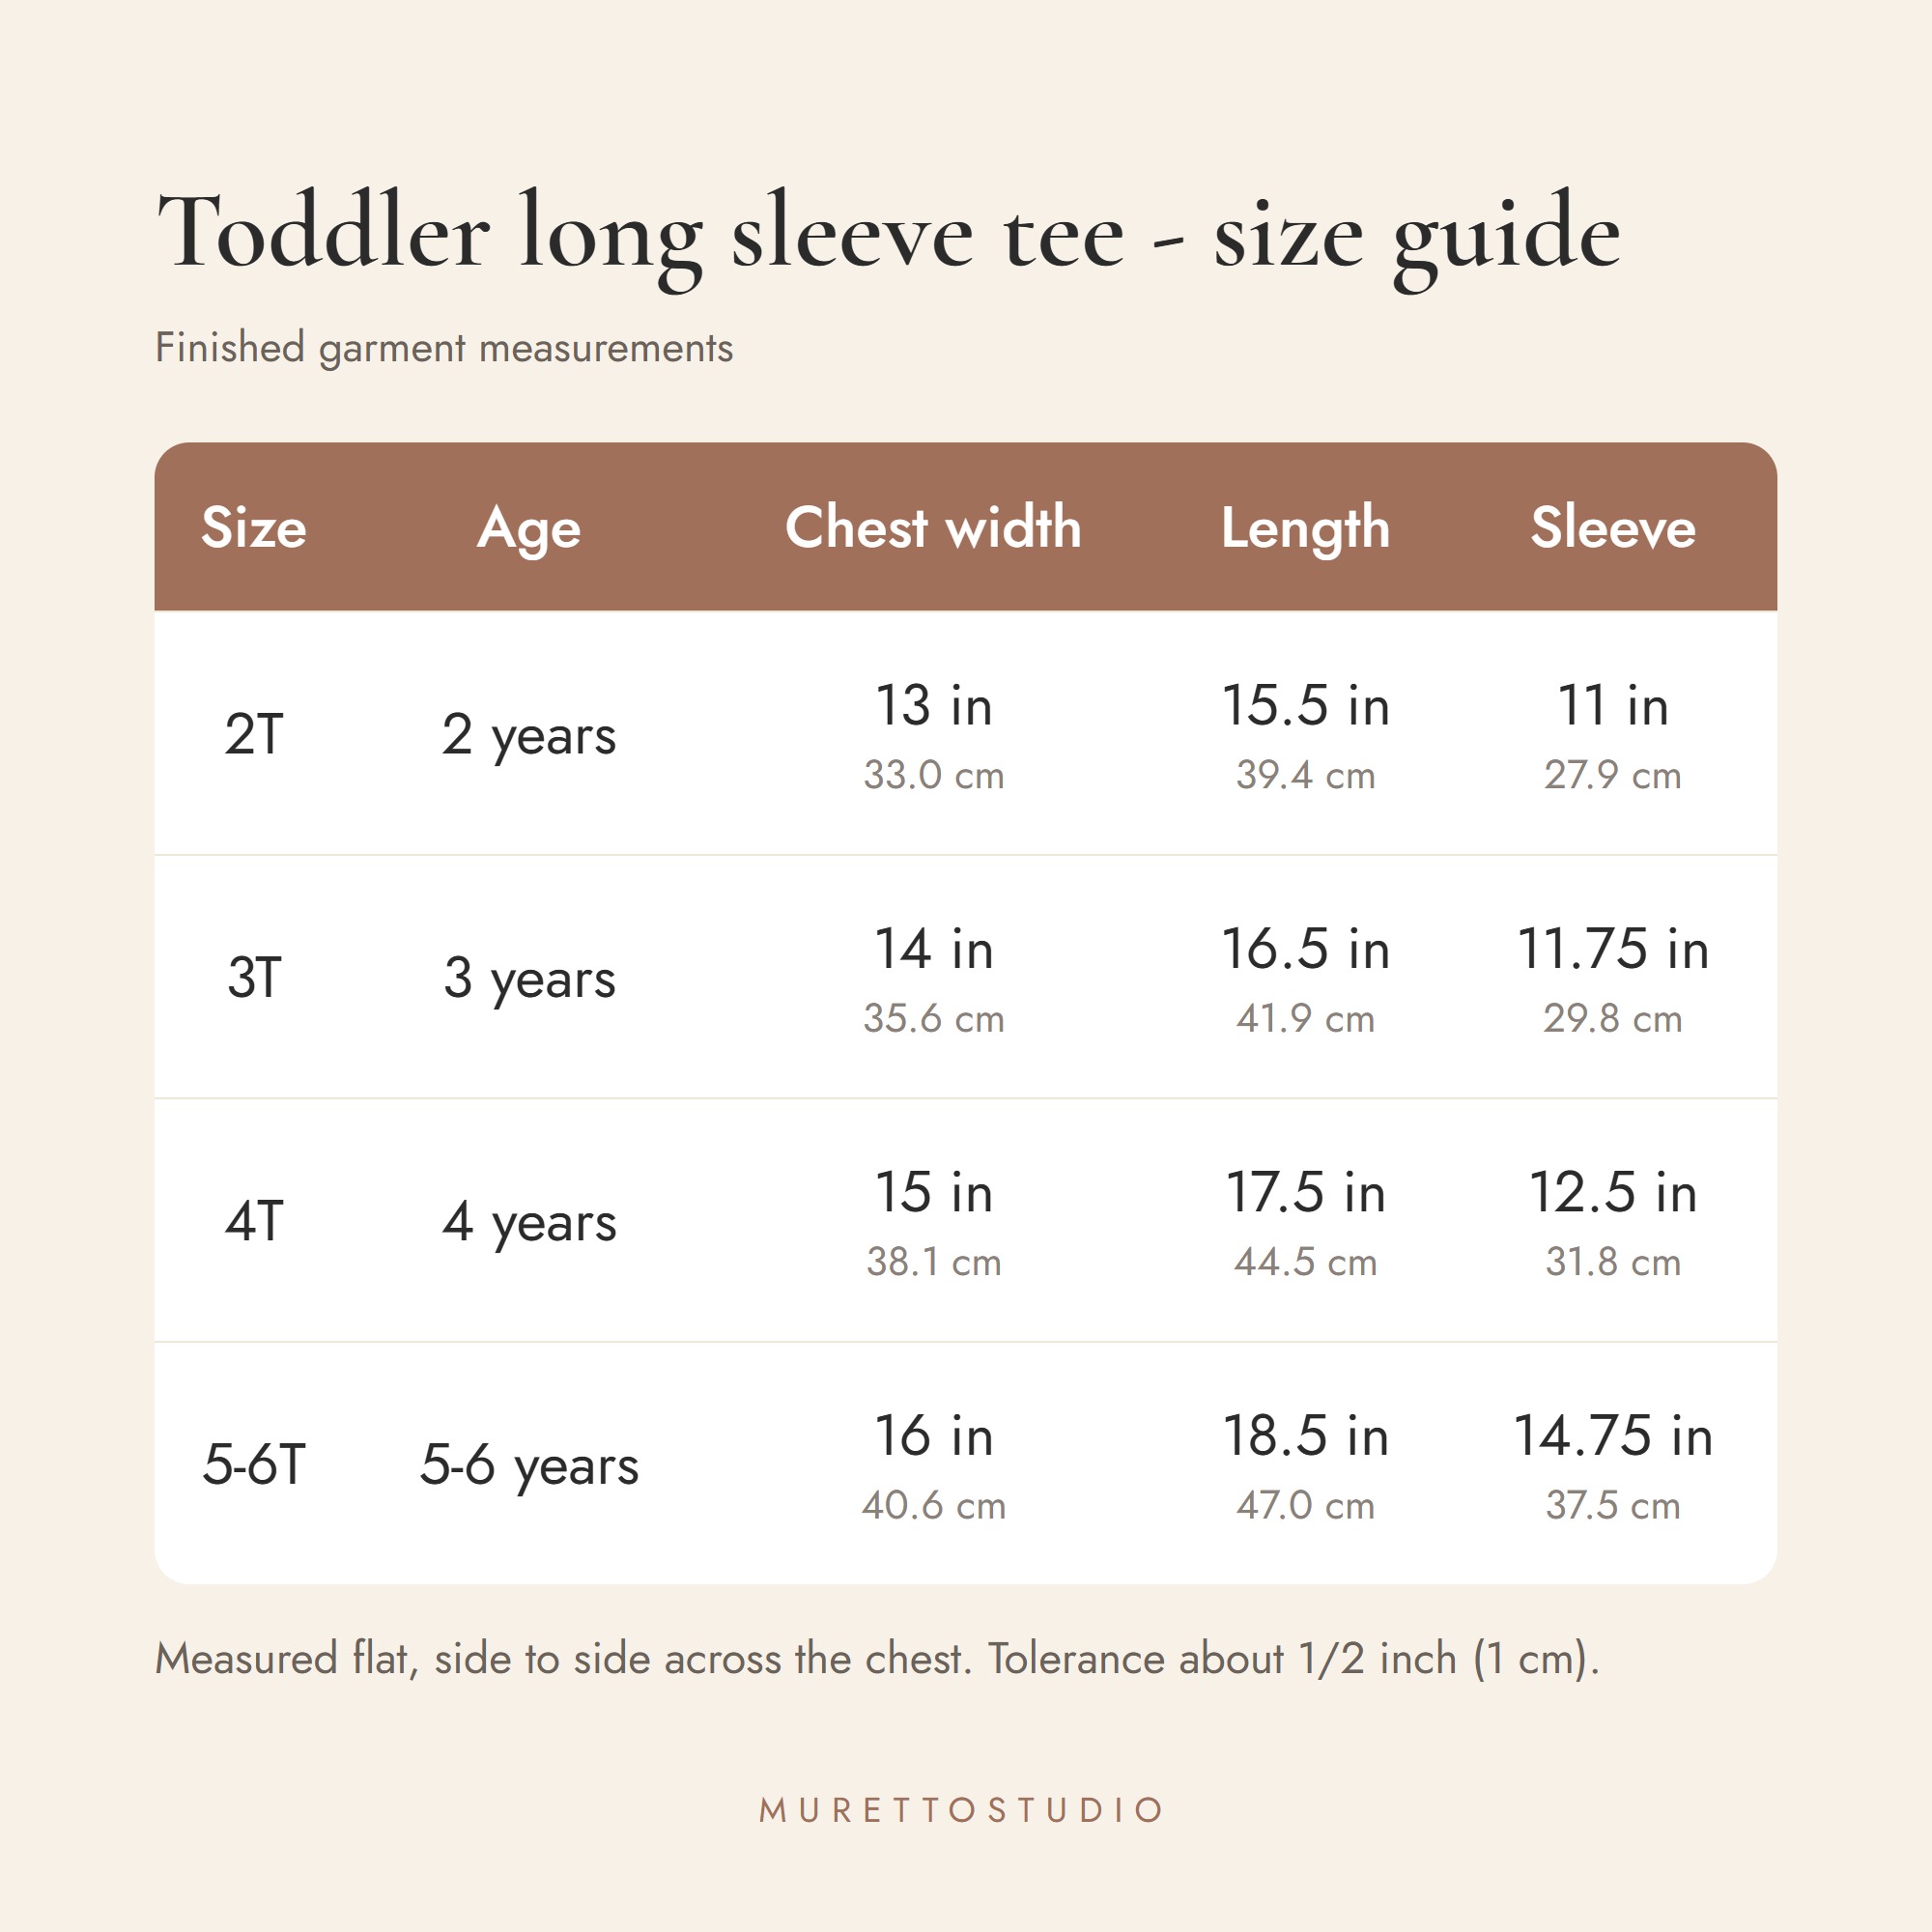 Toddler long sleeve tee - size guide
Finished garment measurements
Size Age Chest width Length Sleeve
2T 2 years 13 in 15.5 in 11 in
33.0 cm 39.4 cm 27.9 cm
3T 3 years 14 in 16.5 in 11.75 in
35.6 cm 41.9 cm 29.8 cm
4T 4 years 15 in 17.5 in 12.5 in
38.1 cm 44.5 cm 31.8 cm
5-6T 5-6 years 16 in 18.5 in 14.75 in
40.6 cm 47.0 cm 37.5 cm
Measured flat, side to side across the chest. Tolerance about 1/2 inch (1 cm).
MURETTOSTUDIO